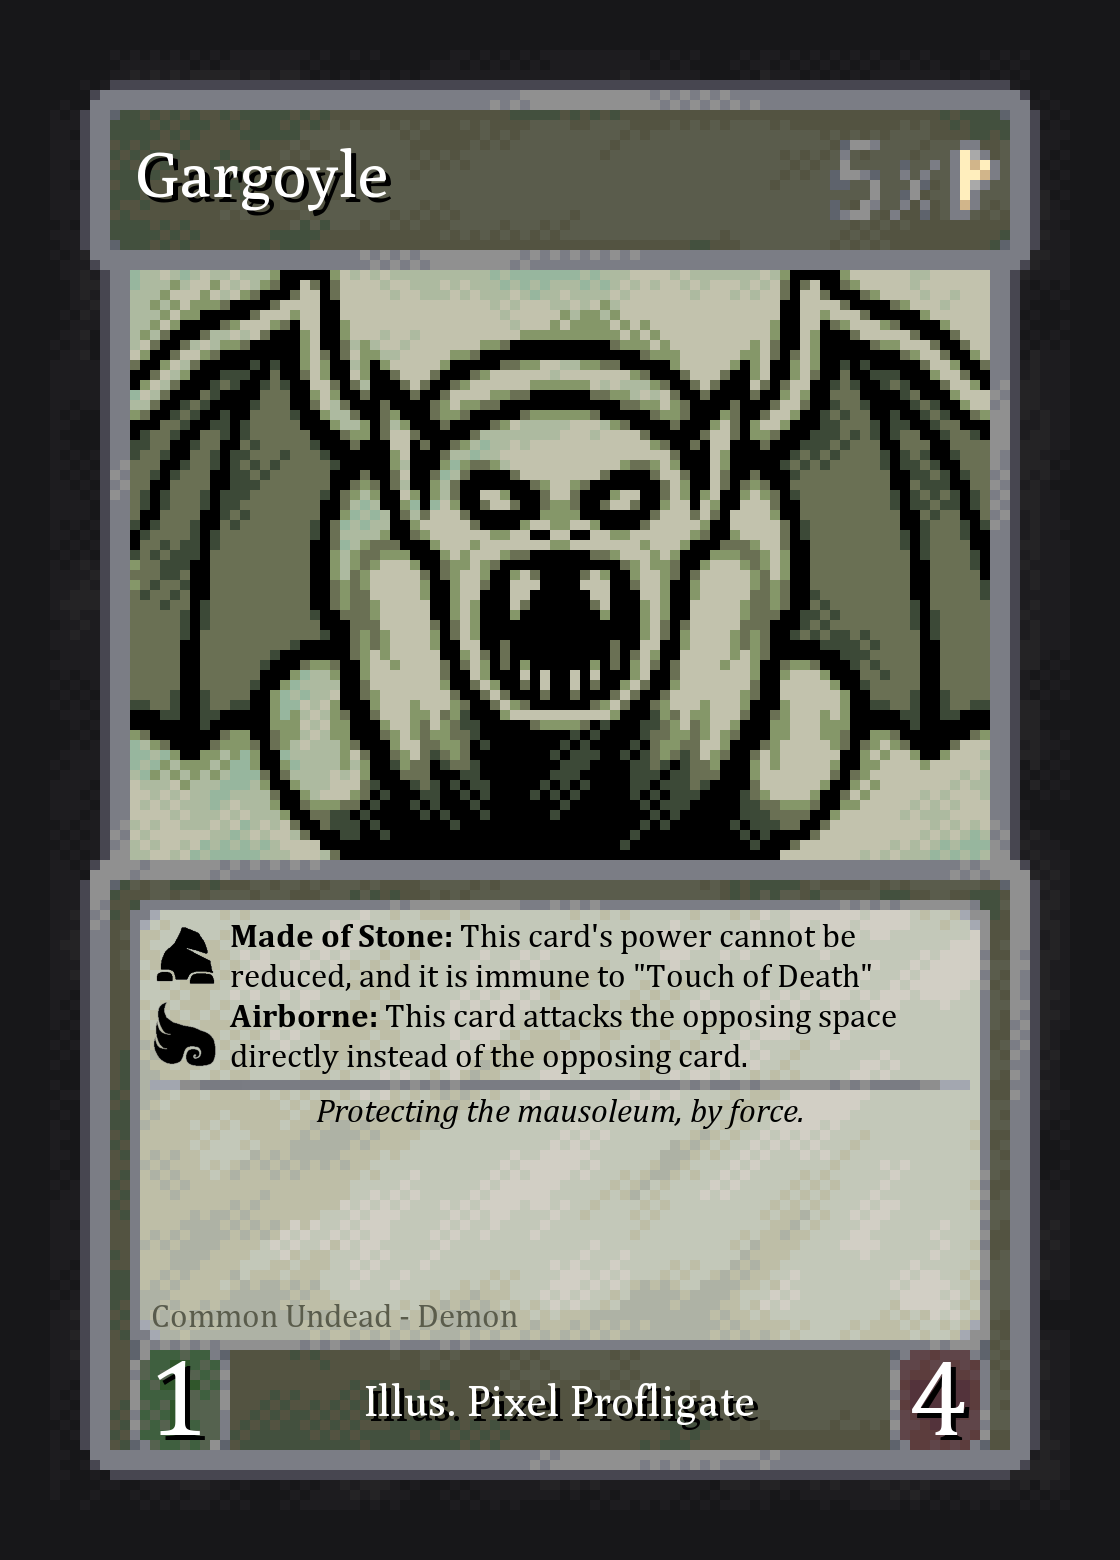 Gargoyle
5x
Made of Stone: This card's power cannot be
reduced, and it is immune to "Touch of Death"
Airborne: This card attacks the opposing space
directly instead of the opposing card.
Protecting the mausoleum, by force.
Common Undead - Demon
1
Illus. Pixel Profligate
4